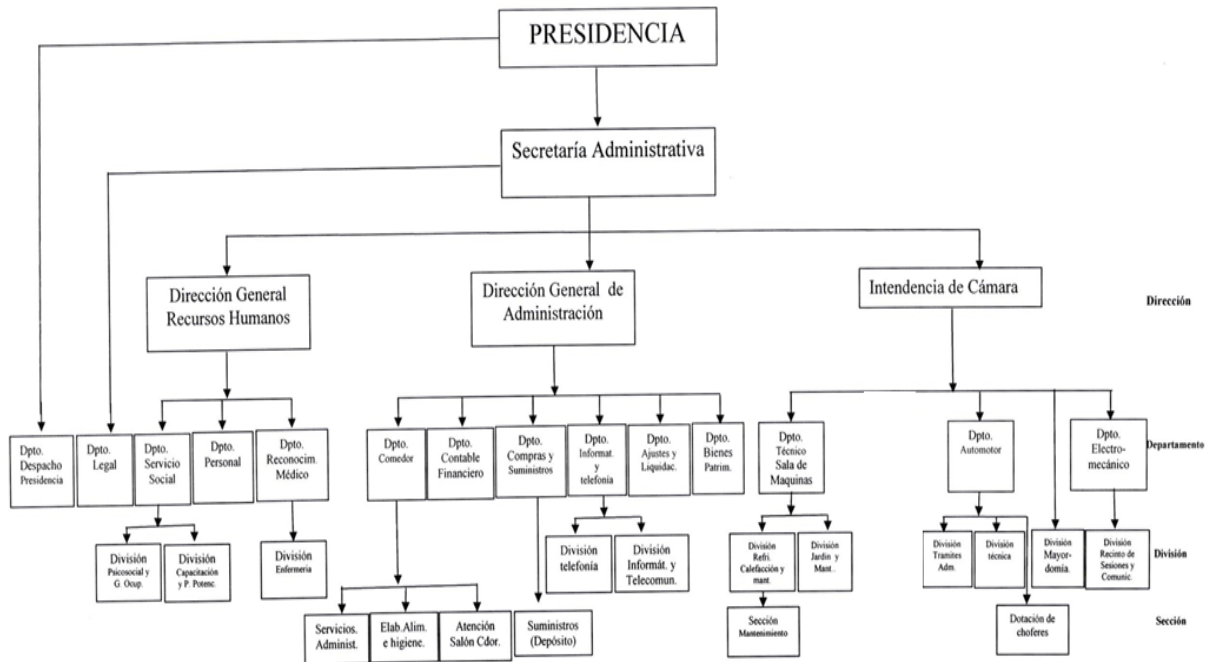 PRESIDENCIA
Secretaría Administrativa
Dirección General
Recursos Humanos
Dirección General de
Administración
Intendencia de Cámara
Dirección
Dpto.
Despacho
Presidencia
Dpto.
Legal
Dpto.
Servicio
Social
Dpto.
Personal
Dpto.
Reconocim.
Médico
Dpto.
Comedor
Dpto.
Contable
Financiero
Dpto.
Compras y
Suministros
Dpto.
Informat.
y
telefonía
Dpto.
Ajustes y
Liquidac.
Dpto.
Bienes
Patrim.
Dpto.
Técnico
Sala de
Maquinas
Dpto.
Automotor
Dpto.
Electro-
mecánico
Departamento
División
Psicosocial y
G. Ocup.
División
Capacitación
y P. Potenc.
División
Enfermeria
División
telefonía
División
Informát. y
Telecomun.
División
Refri.
Calefacción y
mant.
División
Jardin y
Mant..
División
Tramites
Adm.
División
técnica
División
Mayor-
domía.
División
Recinto de
Sesiones y
Comunic.
División
Servicios.
Administ.
Elab.Alim.
e higiene.
Atención
Salón Cdor.
Suministros
(Depósito)
Sección
Mantenimiento
Dotación de
choferes
Sección